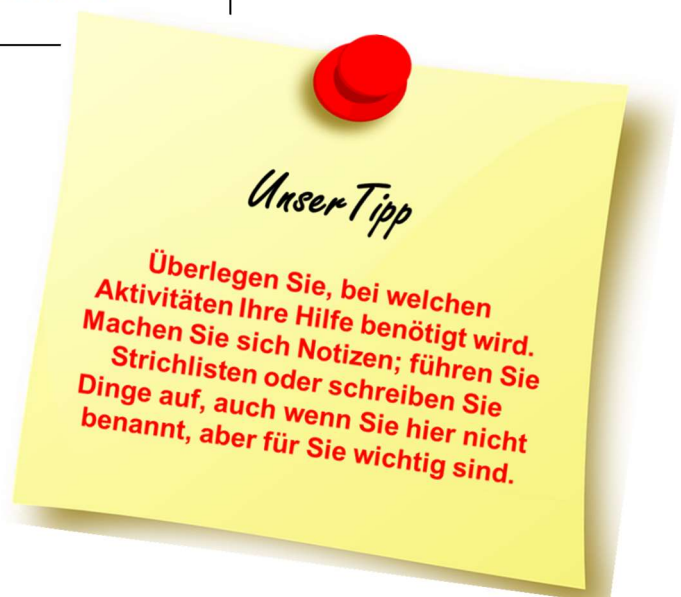 Unser Tipp
Überlegen Sie, bei welchen
Aktivitäten Ihre Hilfe benötigt wird.
Machen Sie sich Notizen; führen Sie
Strichlisten oder schreiben Sie
Dinge auf, auch wenn Sie hier nicht
benannt, aber für Sie wichtig sind.